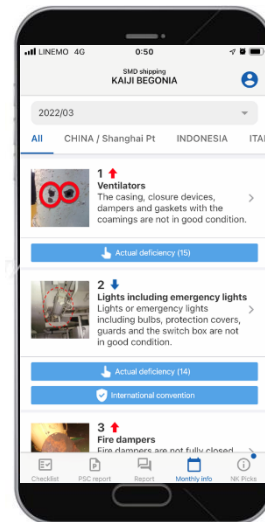 LINEMO 4G 0:50
SMD shipping
KAIJI BEGONIA
2022/03
All CHINA / Shanghai Pt INDONESIA ITA
1
Ventilators
The casing, closure devices,
dampers and gaskets with the
coamings are not in good condition.
Actual deficiency (15)
2
Lights including emergency lights
Lights or emergency lights
including bulbs, protection covers,
guards and the switch box are not
in good condition.
Actual deficiency (14)
International convention
3
Fire dampers
Fire dampers are not fully closed
Checklist PSC report Report Monthly info NK Picks